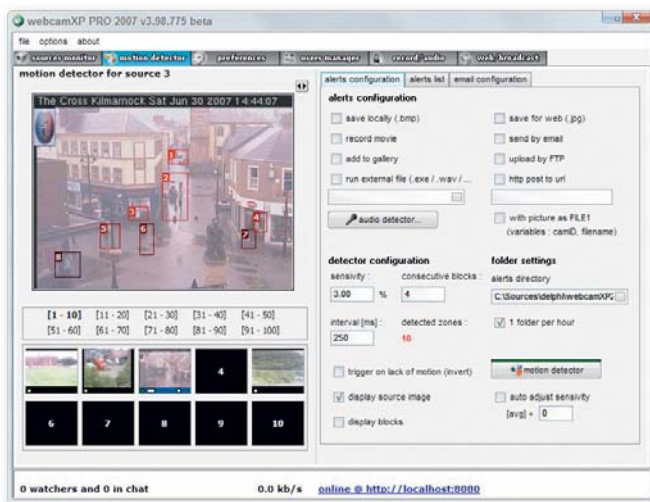 webcamXP PRO 2007 v3.98.775 beta
file options about
sources monitor motion detector preferences users manager record audio web broadcast
motion detector for source 3
The Cross Kilmarnock Sat Jun 30 2007 14:44:07
1
2
3
4
5
6
7
8
[1 - 10] [11 - 20] [21 - 30] [31 - 40] [41 - 50]
[51 - 60] [61 - 70] [71 - 80] [81 - 90] [91 - 100]
4
6 7 8 9 10
alerts configuration alerts list email configuration
alerts configuration
save locally (.bmp) save for web (.jpg)
record movie send by email
add to gallery upload by FTP
run external file (.exe / .wav / ... http post to url
audio detector... with picture as FILE1
(variables : camID, filename)
detector configuration folder settings
sensivity : consecutive blocks : alerts directory
3.00 % 4 C:\Sources\delphi\webcamXP2
interval [ms] : detected zones : 1 folder per hour
250 10
trigger on lack of motion (invert) motion detector
display source image auto adjust sensivity
[avg] + 0
display blocks
0 watchers and 0 in chat 0.0 kb/s online @ http://localhost:8080